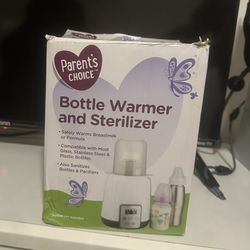 Parent's
CHOICE
Bottle Warmer
and Sterilizer
• Safely Warms Breastmilk
or Formula
• Compatible with Most
Glass, Stainless Steel &
Plastic Bottles
• Also Sanitizes
Bottles & Pacifiers